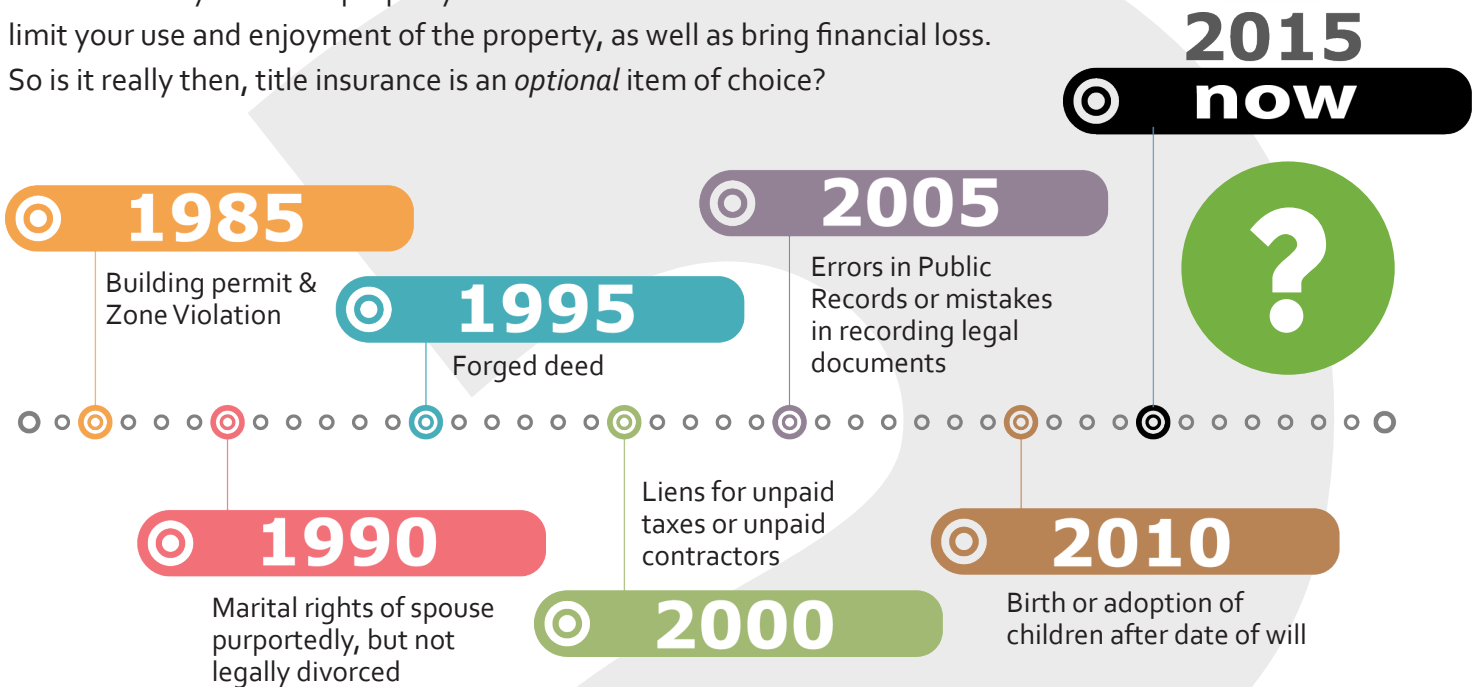 limit your use and enjoyment of the property, as well as bring financial loss.
So is it really then, title insurance is an optional item of choice?
2015
now
1985
Building permit &
Zone Violation
1990
Marital rights of spouse
purportedly, but not
legally divorced
1995
Forged deed
2000
Liens for unpaid
taxes or unpaid
contractors
2005
Errors in Public
Records or mistakes
in recording legal
documents
2010
Birth or adoption of
children after date of will
?